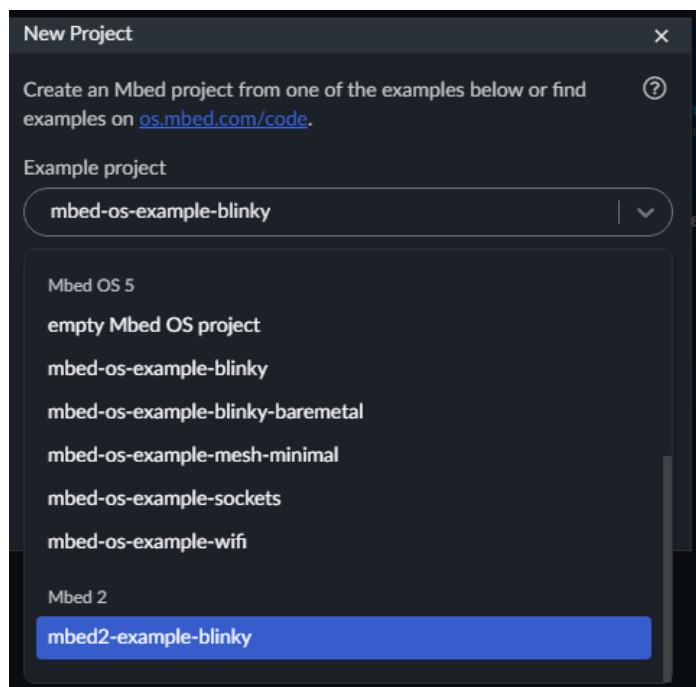 New Project
Create an Mbed project from one of the examples below or find
examples on os.mbed.com/code.
Example project
mbed-os-example-blinky
Mbed OS 5
empty Mbed OS project
mbed-os-example-blinky
mbed-os-example-blinky-baremetal
mbed-os-example-mesh-minimal
mbed-os-example-sockets
mbed-os-example-wifi
Mbed 2
mbed2-example-blinky